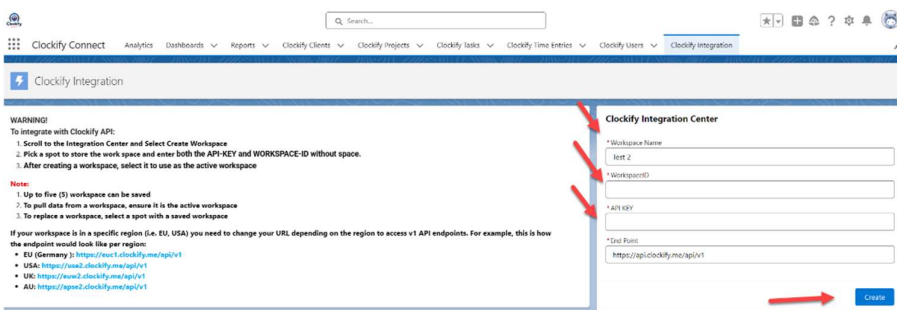 Clockify
Search...
Clockify Connect
Analytics
Dashboards
Reports
Clockify Clients
Clockify Projects
Clockify Tasks
Clockify Time Entries
Clockify Users
Clockify Integration
Clockify Integration
WARNING!
To integrate with Clockify API:
1. Scroll to the Integration Center and Select Create Workspace
2. Pick a spot to store the work space and enter both the API-KEY and WORKSPACE-ID without space.
3. After creating a workspace, select it to use as the active workspace
Note:
1. Up to five (5) workspace can be saved
2. To pull data from a workspace, ensure it is the active workspace
3. To replace a workspace, select a spot with a saved workspace
If your workspace is in a specific region (i.e. EU, USA) you need to change your URL depending on the region to access v1 API endpoints. For example, this is how
the endpoint would look like per region:
• EU (Germany ): https://euc1.clockify.me/api/v1
• USA: https://use2.clockify.me/api/v1
• UK: https://euw2.clockify.me/api/v1
• AU: https://apse2.clockify.me/api/v1
Clockify Integration Center
* Workspace Name
Test 2
* WorkspaceID
* API KEY
* End Point
https://api.clockify.me/api/v1
Create